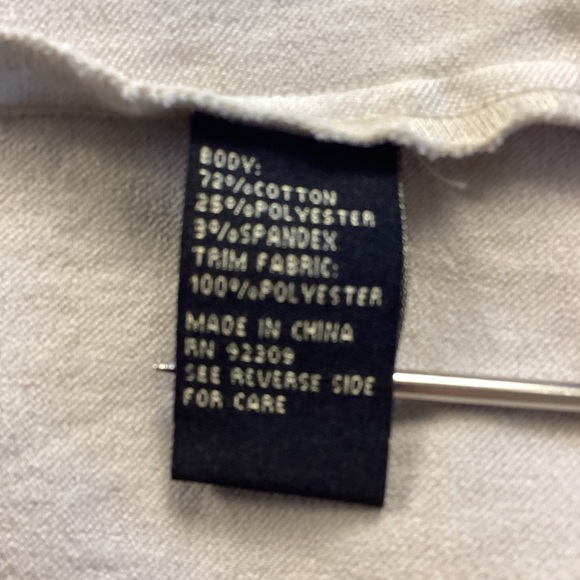 BODY:
72%COTTON
25%POLYESTER
3%SPANDEX
TRIM FABRIC:
100%POLYESTER
MADE IN CHINA
RN 92309
SEE REVERSE SIDE
FOR CARE